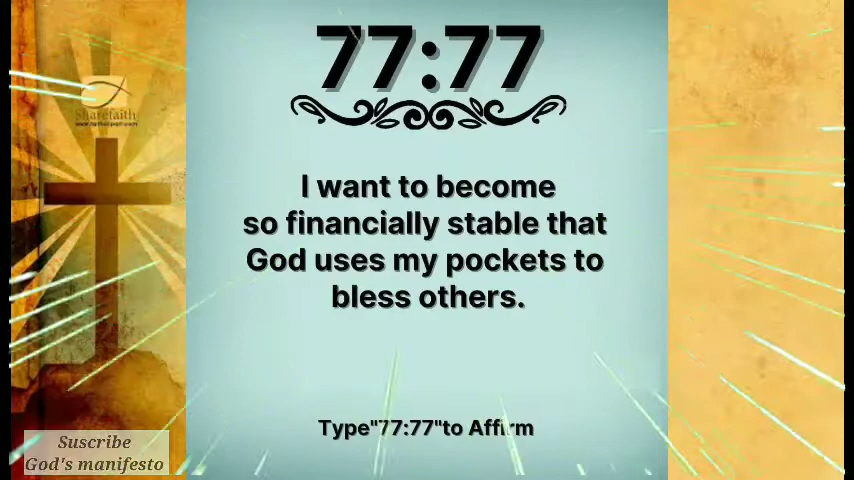 77:77
Sharefaith
I want to become
so financially stable that
God uses my pockets to
bless others.
Type"77:77"to Affirm
Suscribe
God's manifesto